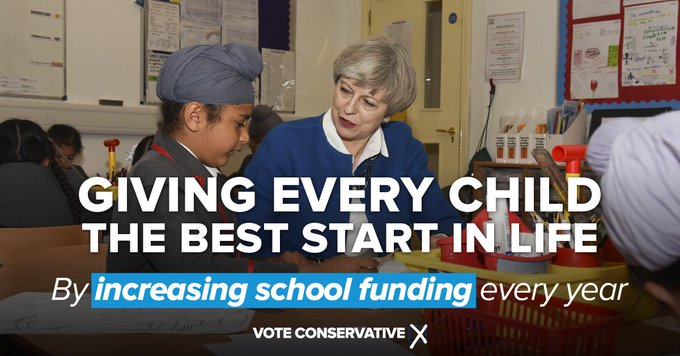 GIVING EVERY CHILD
THE BEST START IN LIFE
By increasing school funding every year
VOTE CONSERVATIVE